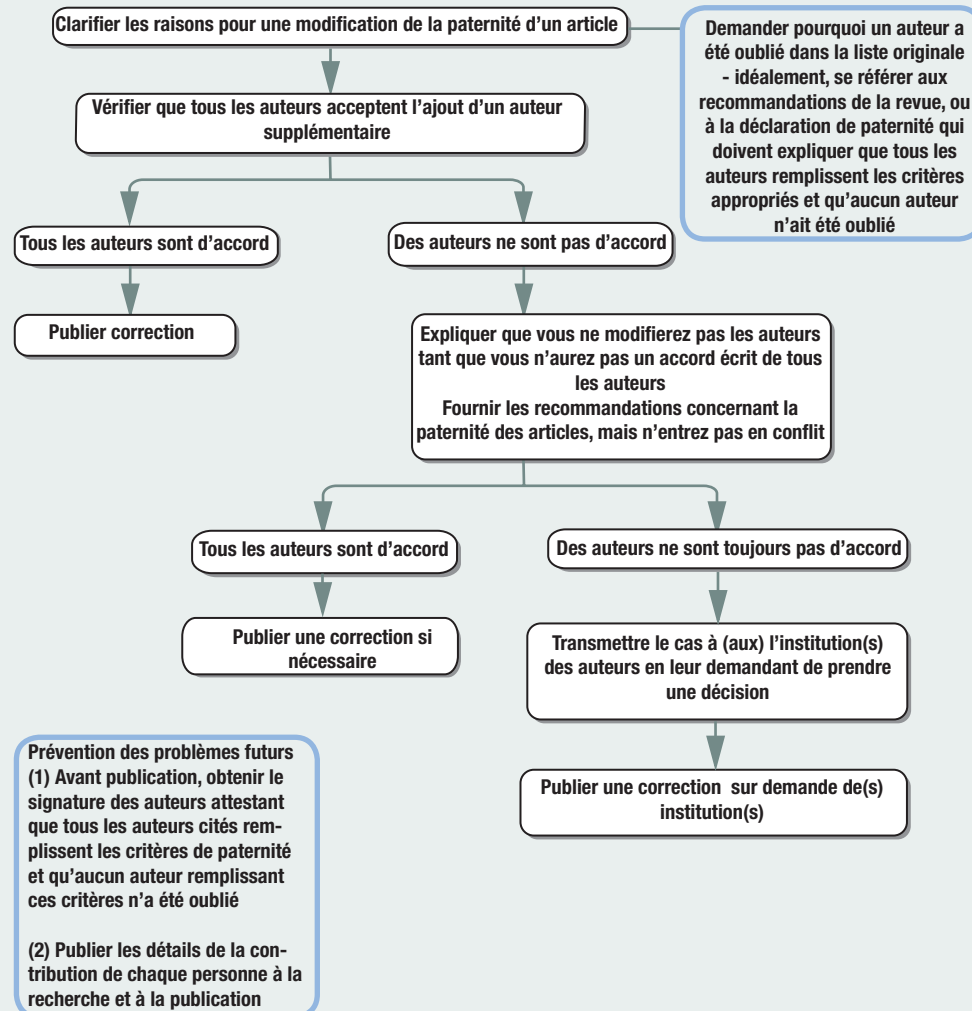 Clarifier les raisons pour une modification de la paternité d'un article
Demander pourquoi un auteur a
été oublié dans la liste originale
- idéalement, se référer aux
recommandations de la revue, ou
à la déclaration de paternité qui
doivent expliquer que tous les
auteurs remplissent les critères
appropriés et qu'aucun auteur
n'ait été oublié
Vérifier que tous les auteurs acceptent l'ajout d'un auteur
supplémentaire
Tous les auteurs sont d'accord
Des auteurs ne sont pas d'accord
Publier correction
Expliquer que vous ne modifierez pas les auteurs
tant que vous n'aurez pas un accord écrit de tous
les auteurs
Fournir les recommandations concernant la
paternité des articles, mais n'entrez pas en conflit
Tous les auteurs sont d'accord
Des auteurs ne sont toujours pas d'accord
Publier une correction si
nécessaire
Transmettre le cas à (aux) l'institution(s)
des auteurs en leur demandant de prendre
une décision
Publier une correction sur demande de(s)
institution(s)
Prévention des problèmes futurs
(1) Avant publication, obtenir le
signature des auteurs attestant
que tous les auteurs cités rem-
plissent les critères de paternité
et qu'aucun auteur remplissant
ces critères n'a été oublié
(2) Publier les détails de la con-
tribution de chaque personne à la
recherche et à la publication